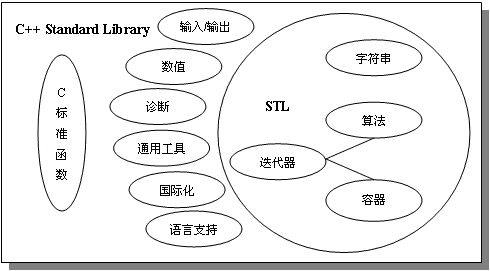 C++ Standard Library
输入/输出
数值
诊断
通用工具
国际化
语言支持
C
标
准
函
数
STL
字符串
算法
迭代器
容器